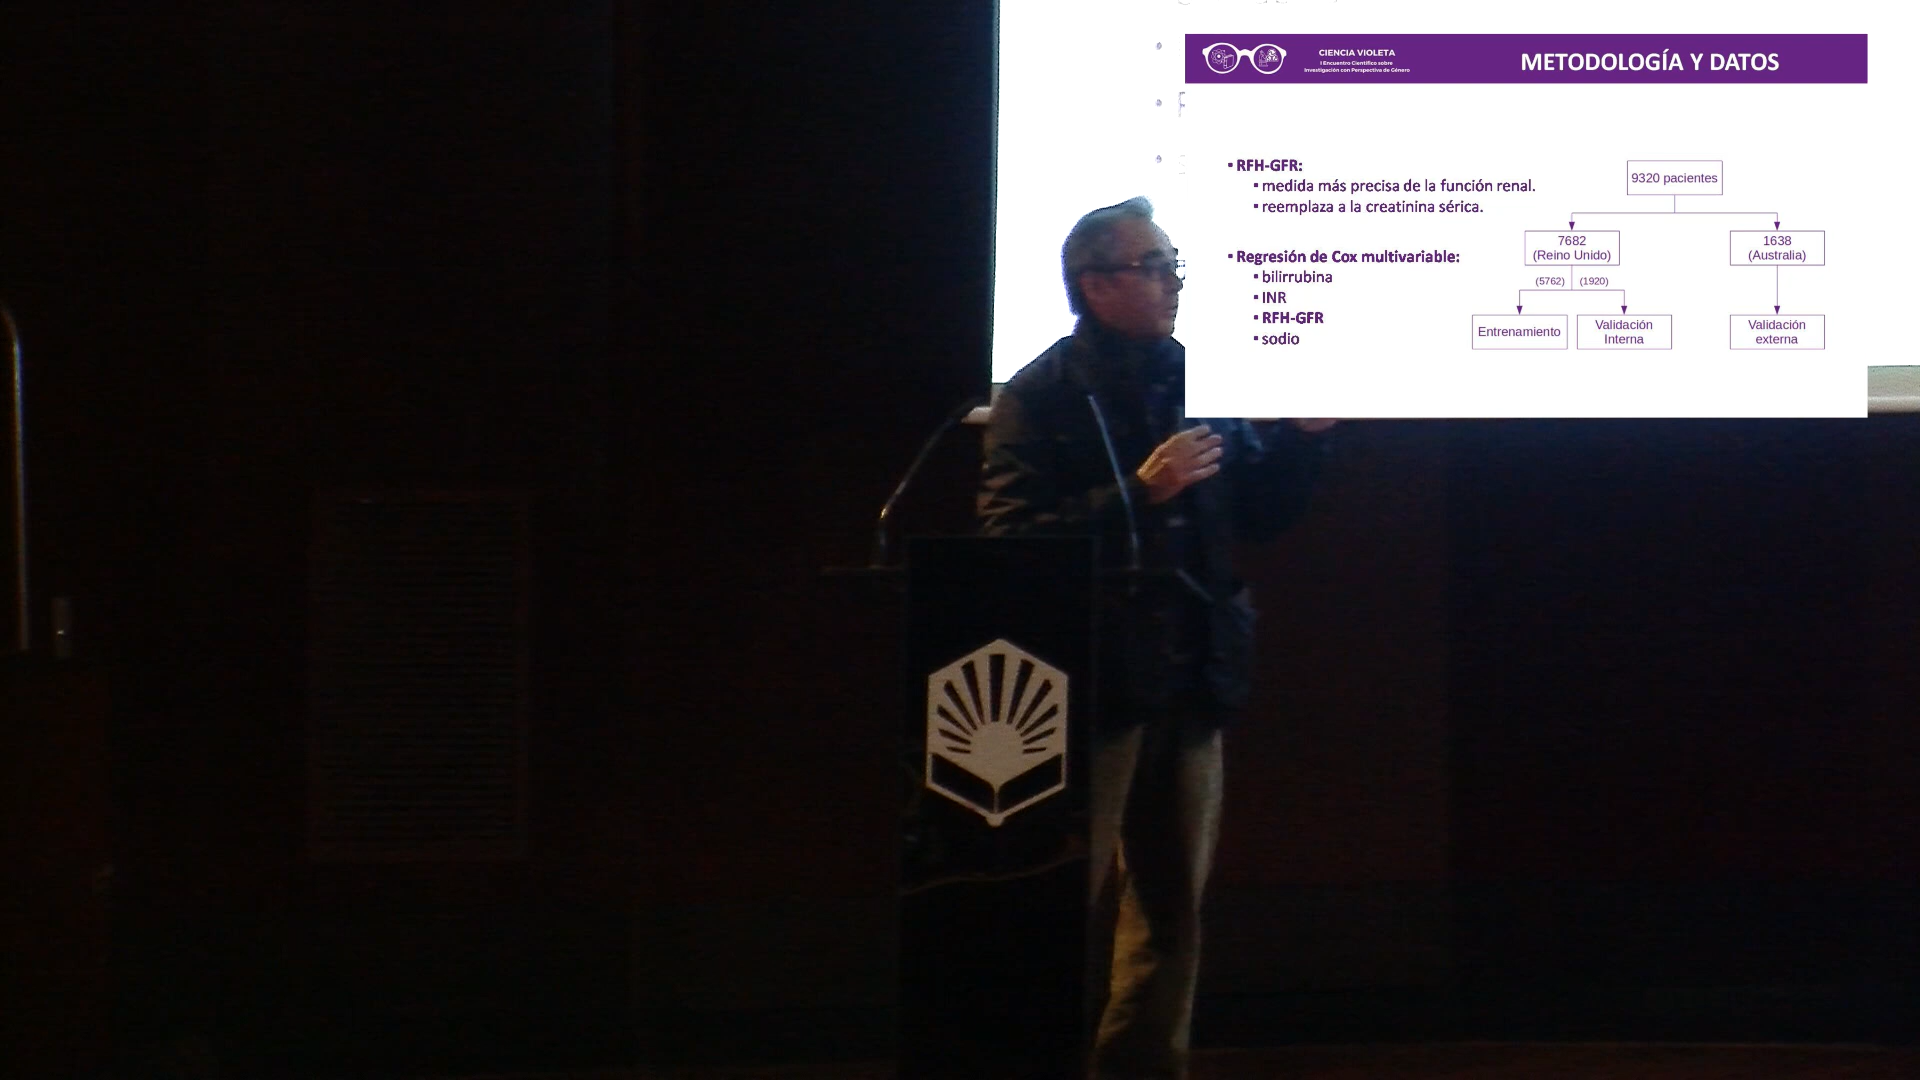 CIENCIA VIOLETA
I Encuentro Científico sobre
Investigación con Perspectiva de Género
METODOLOGÍA Y DATOS
▪ RFH-GFR:
▪ medida más precisa de la función renal.
▪ reemplaza a la creatinina sérica.
▪ Regresión de Cox multivariable:
▪ bilirrubina
▪ INR
▪ RFH-GFR
▪ sodio
9320 pacientes
7682
(Reino Unido)
1638
(Australia)
(5762)
(1920)
Entrenamiento
Validación
Interna
Validación
externa